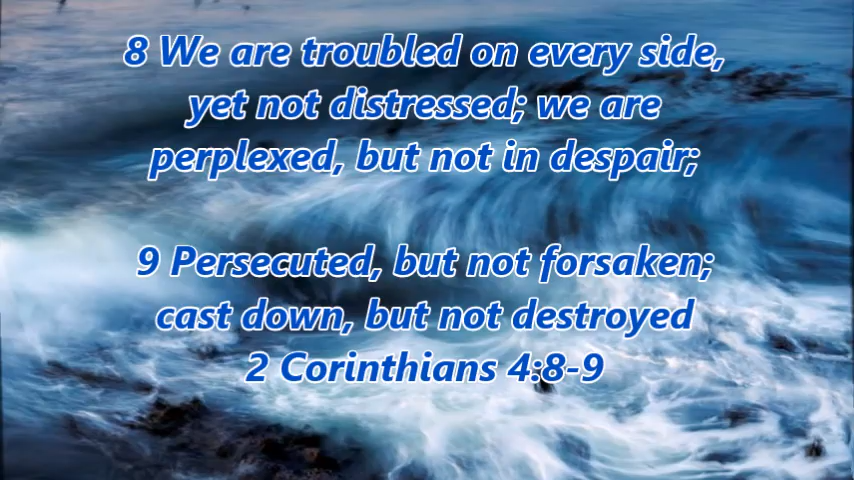 8 We are troubled on every side,
yet not distressed; we are
perplexed, but not in despair;
9 Persecuted, but not forsaken;
cast down, but not destroyed
2 Corinthians 4:8-9